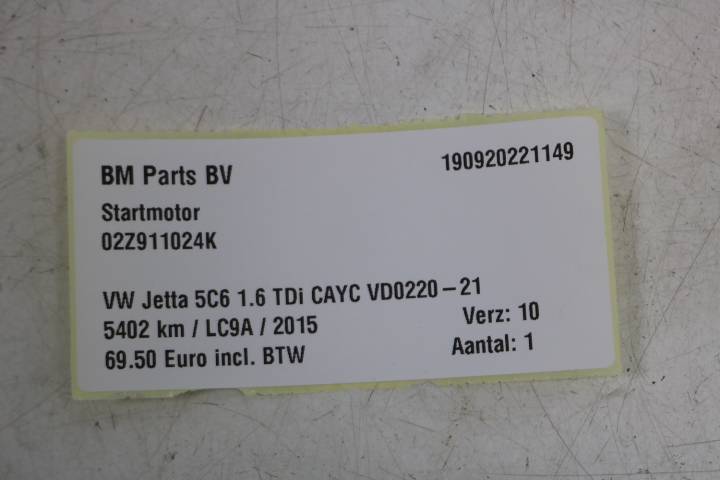 BM Parts BV 190920221149
Startmotor
02Z911024K
VW Jetta 5C6 1.6 TDi CAYC VD0220-21
5402 km / LC9A / 2015 Verz: 10
69.50 Euro incl. BTW Aantal: 1